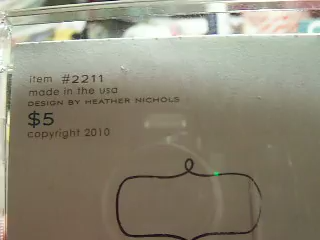 item #2211
made in the usa
DESIGN BY HEATHER NICHOLS
$5
copyright 2010